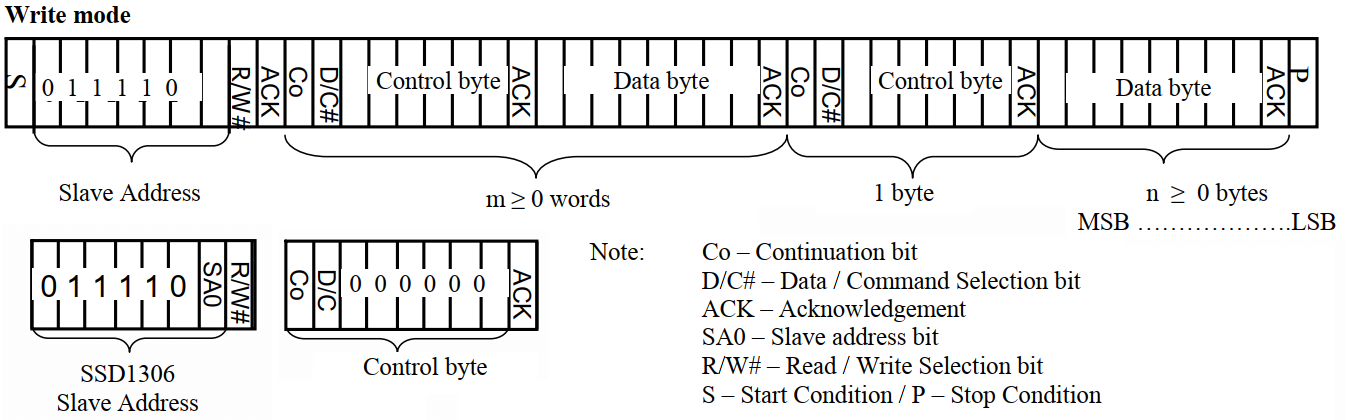 Write mode
S 0 1 1 1 1 0 R/W# ACK Co D/C# Control byte ACK Data byte ACK Co D/C# Control byte ACK Data byte ACK P
Slave Address
m ≥ 0 words
1 byte
n ≥ 0 bytes
MSB ………………….LSB
0 1 1 1 1 0 SA0 R/W#
SSD1306
Slave Address
Co D/C 0 0 0 0 0 0 ACK
Control byte
Note: Co – Continuation bit
D/C# – Data / Command Selection bit
ACK – Acknowledgement
SA0 – Slave address bit
R/W# – Read / Write Selection bit
S – Start Condition / P – Stop Condition